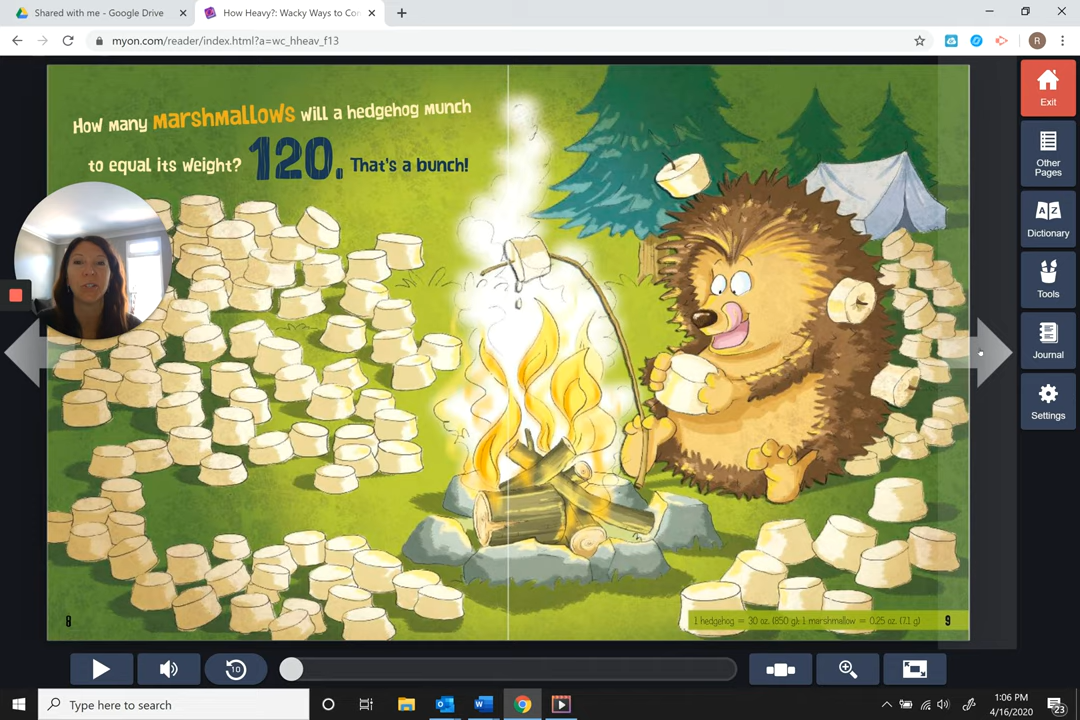 Shared with me - Google Drive
How Heavy?: Wacky Ways to Con
myon.com/reader/index.html?a=wc_hheav_f13
R
How many marshmallows will a hedgehog munch
to equal its weight? 120. That's a bunch!
Exit
Other
Pages
A Z
Dictionary
Tools
Journal
Settings
8
1 hedgehog = 30 oz. (850 g); 1 marshmallow = 0.25 oz. (7.1 g)
9
10
Type here to search
1:06 PM
4/16/2020
23